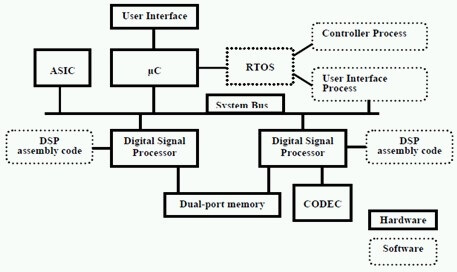 User Interface
Controller Process
ASIC
μC
RTOS
User Interface
Process
System Bus
DSP
assembly code
Digital Signal
Processor
Digital Signal
Processor
DSP
assembly code
Dual-port memory
CODEC
Hardware
Software